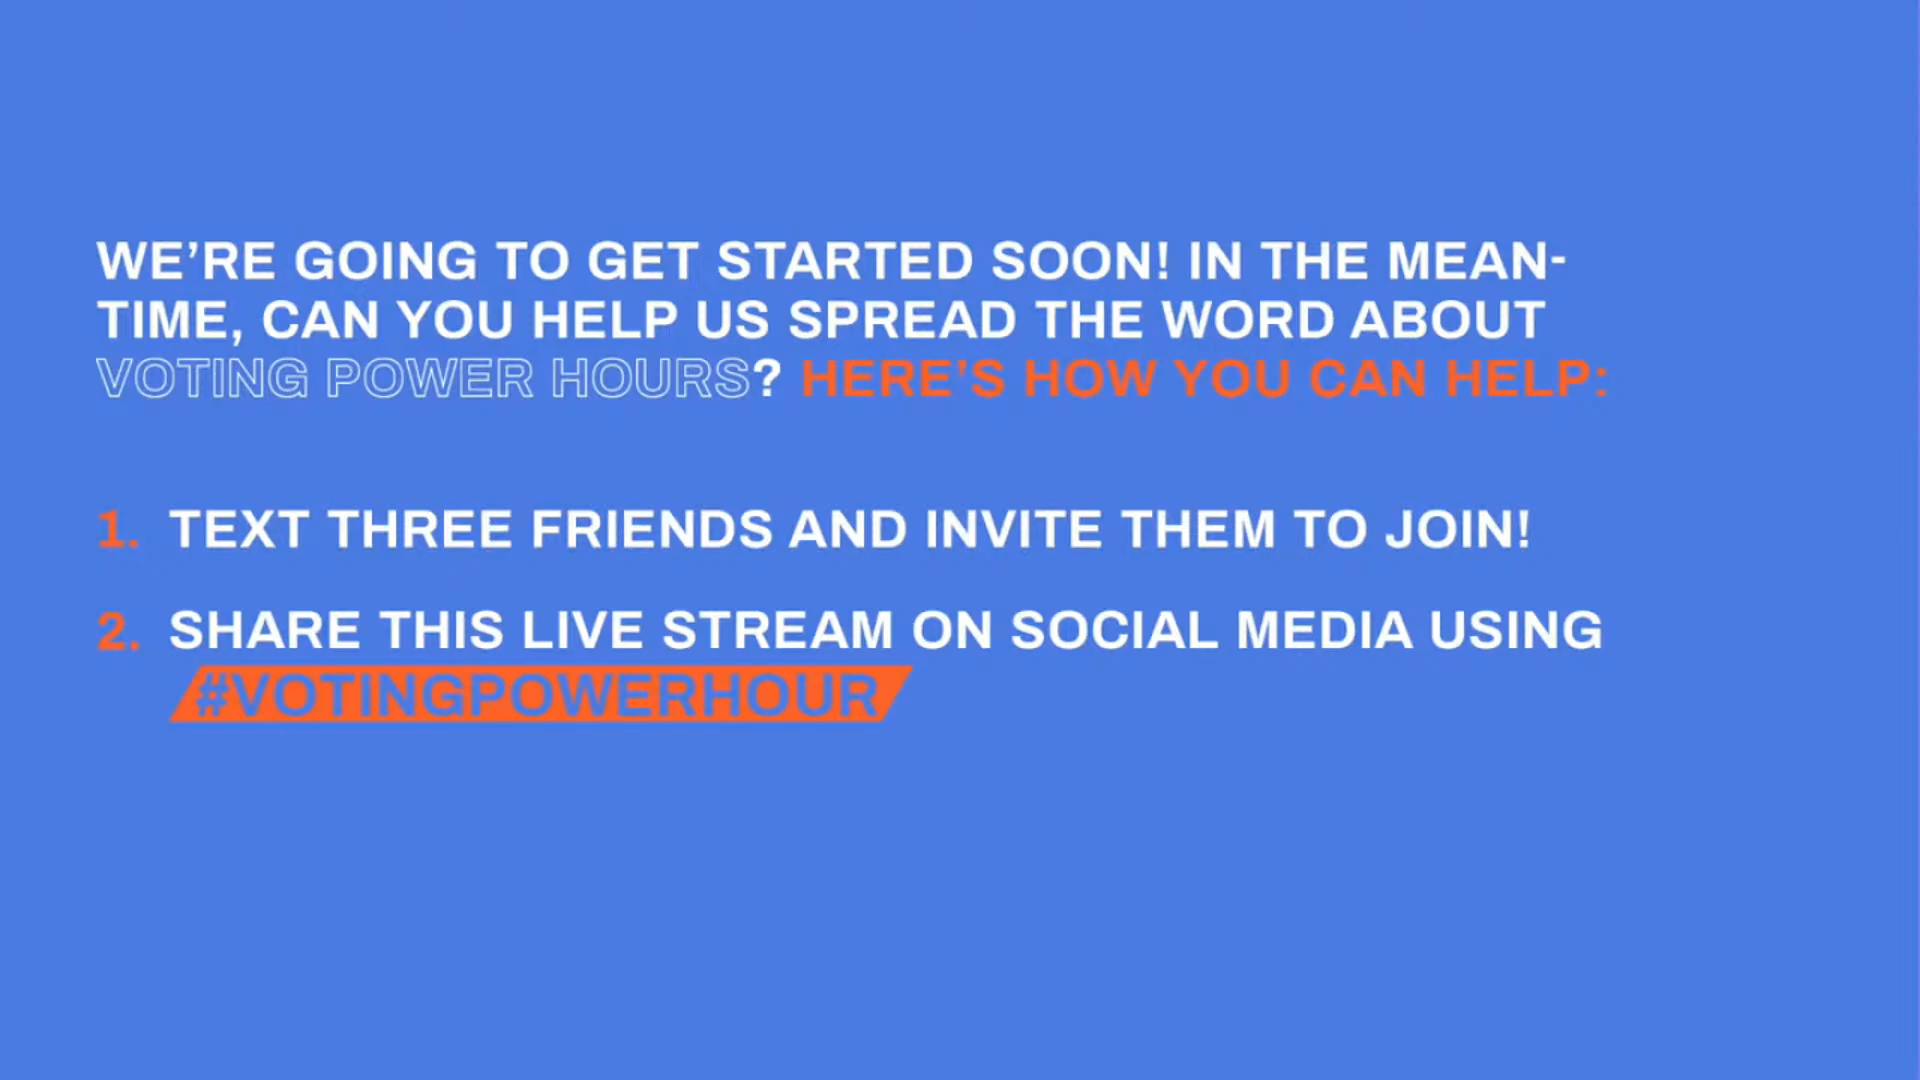 WE’RE GOING TO GET STARTED SOON! IN THE MEAN-
TIME, CAN YOU HELP US SPREAD THE WORD ABOUT
VOTING POWER HOURS? HERE’S HOW YOU CAN HELP:
1. TEXT THREE FRIENDS AND INVITE THEM TO JOIN!
2. SHARE THIS LIVE STREAM ON SOCIAL MEDIA USING
#VOTINGPOWERHOUR